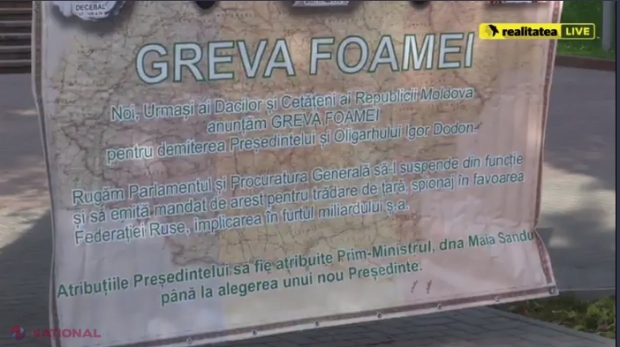 DECEBAL
realitatea LIVE
GREVA FOAMEI
Noi, Urmași ai Dacilor și Cetățeni ai Republicii Moldova
anunțăm GREVA FOAMEI
pentru demiterea Președintelui și Oligarhului Igor Dodon.
Rugăm Parlamentul și Procuratura Generală să-l suspende din funcție
și să emită mandat de arest pentru trădare de țară, spionaj în favoarea
Federației Ruse, implicarea în furtul miliardului ș.a.
Atribuțiile Președintelui să fie atribuite Prim-Ministrul, dna Maia Sandu
până la alegerea unui nou Președinte.
NATIONAL